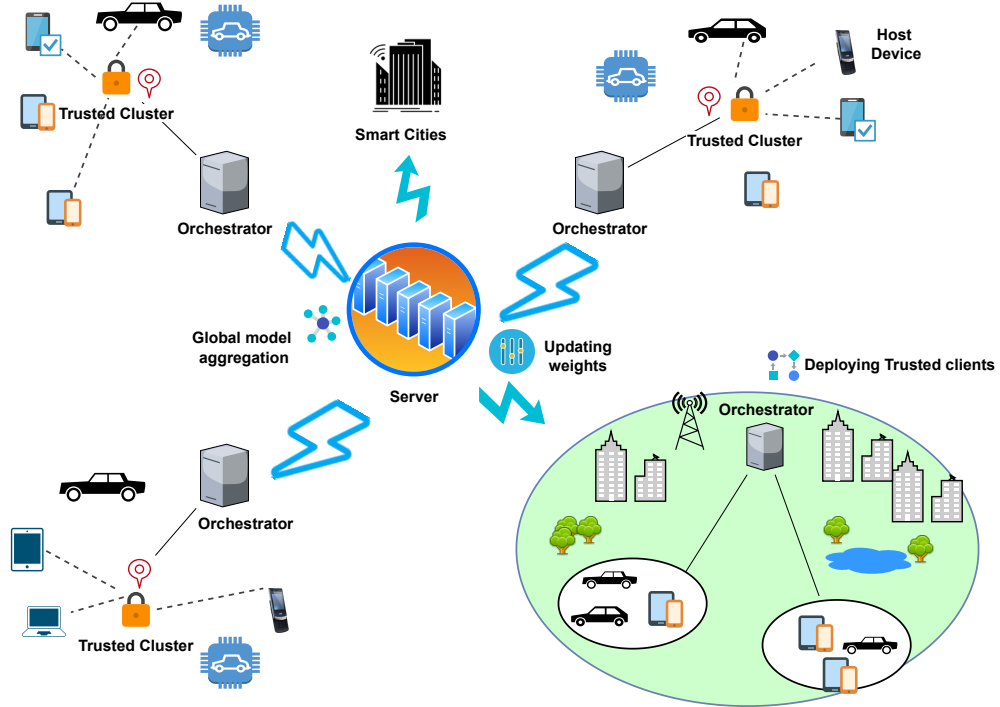 Host
Device
Trusted Cluster
Smart Cities
Trusted Cluster
Orchestrator
Orchestrator
Global model
aggregation
Updating
weights
Server
Deploying Trusted clients
Orchestrator
Orchestrator
Trusted Cluster